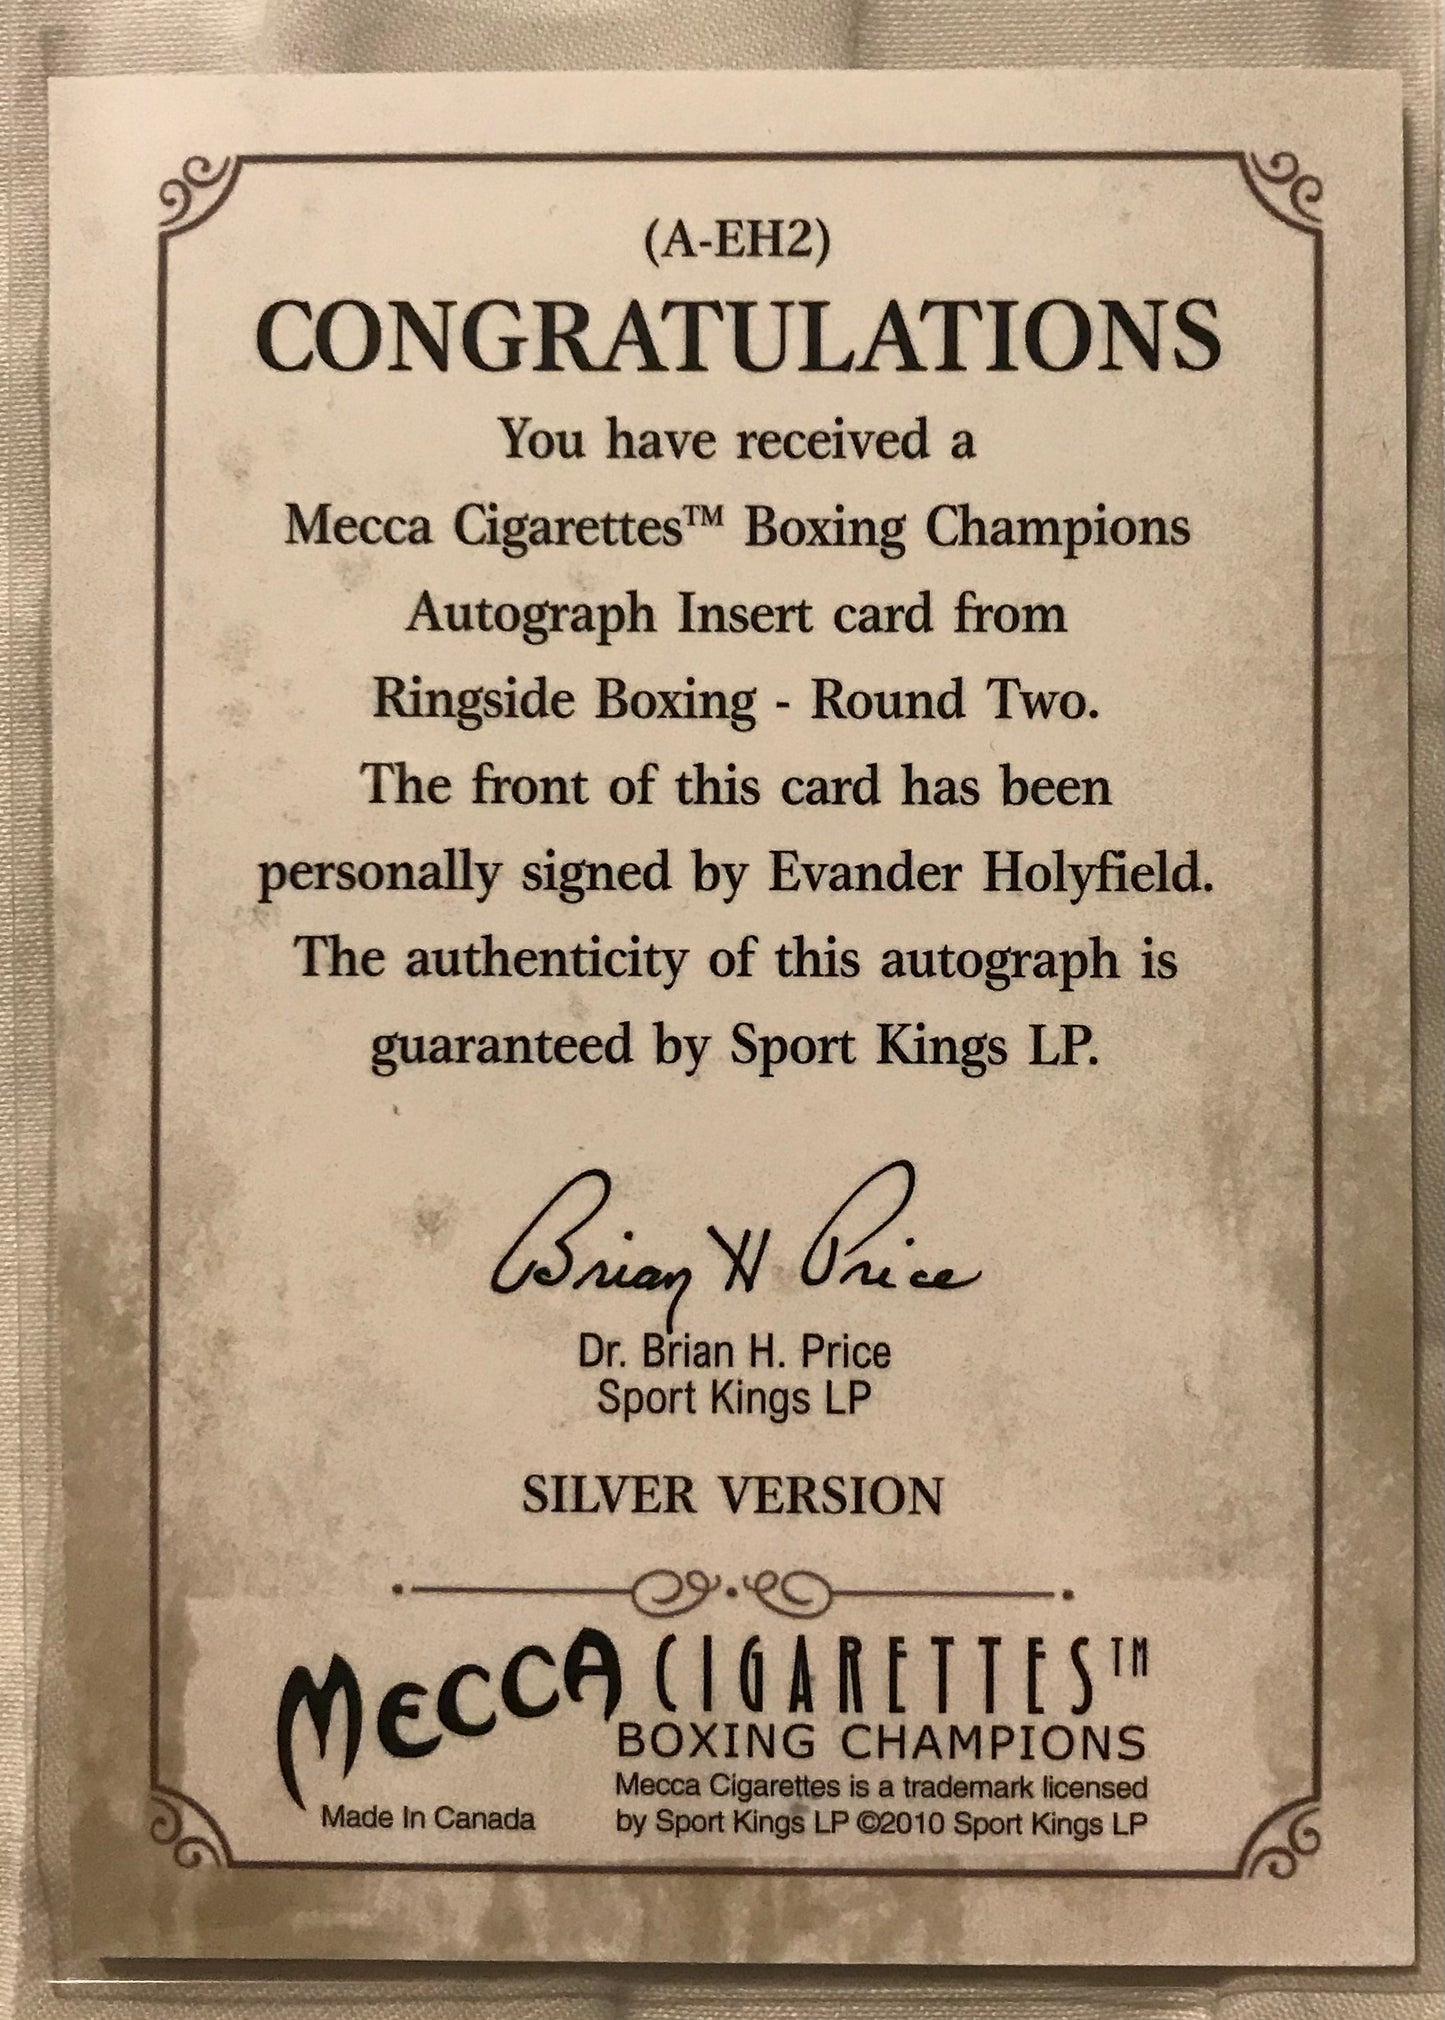 (A-EH2)
CONGRATULATIONS
You have received a
Mecca Cigarettes™ Boxing Champions
Autograph Insert card from
Ringside Boxing - Round Two.
The front of this card has been
personally signed by Evander Holyfield.
The authenticity of this autograph is
guaranteed by Sport Kings LP.
Brian H Price
Dr. Brian H. Price
Sport Kings LP
SILVER VERSION
MECCA CIGARETTES™
BOXING CHAMPIONS
Mecca Cigarettes is a trademark licensed
Made In Canada by Sport Kings LP ©2010 Sport Kings LP